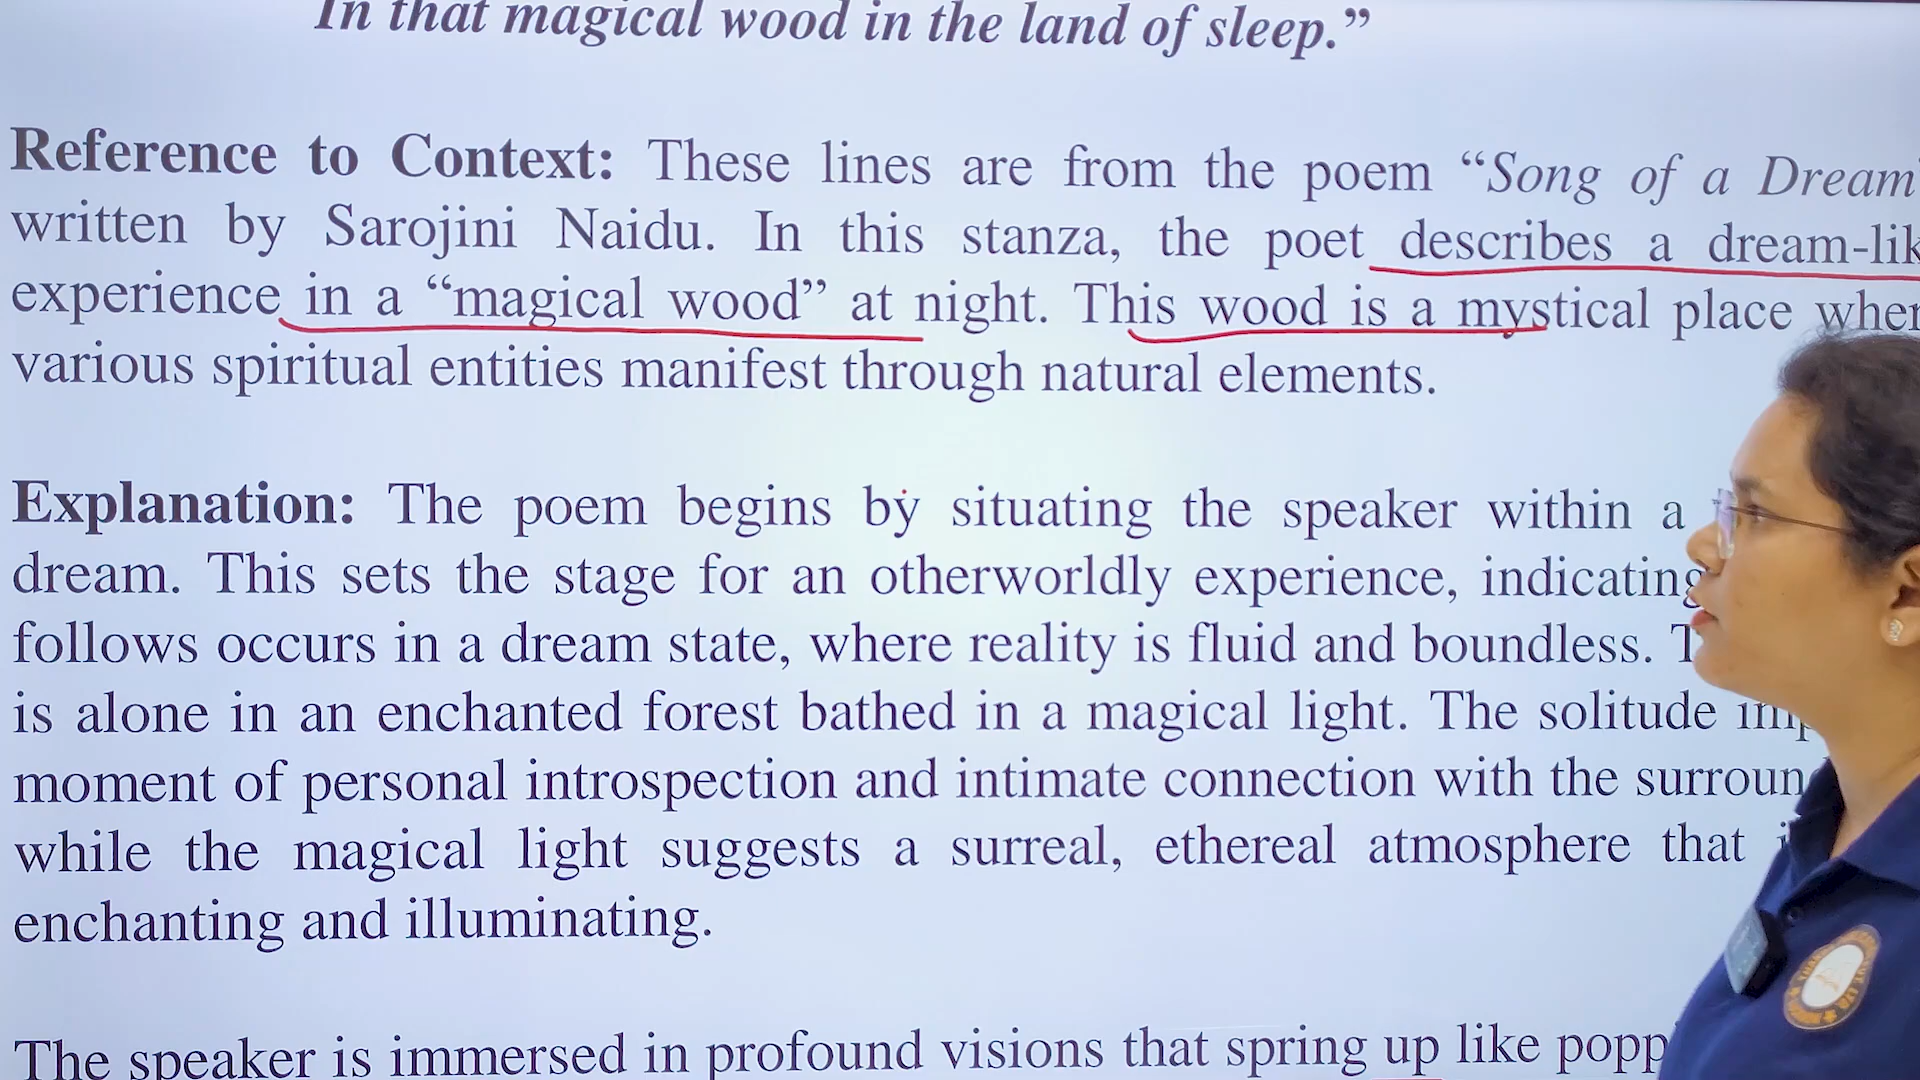 In that magical wood in the land of sleep.”
Reference to Context: These lines are from the poem “Song of a Dream”
written by Sarojini Naidu. In this stanza, the poet describes a
experience in a “magical wood” at night. This wood is a mystical place
various spiritual entities manifest through natural elements.
Explanation: The poem begins by situating the speaker within a
dream. This sets the stage for an otherworldly experience, indicating
follows occurs in a dream state, where reality is fluid and boundless.
is alone in an enchanted forest bathed in a magical light. The solitude
moment of personal introspection and intimate connection with the
while the magical light suggests a surreal, ethereal atmosphere that
enchanting and illuminating.
The speaker is immersed in profound visions that spring up like